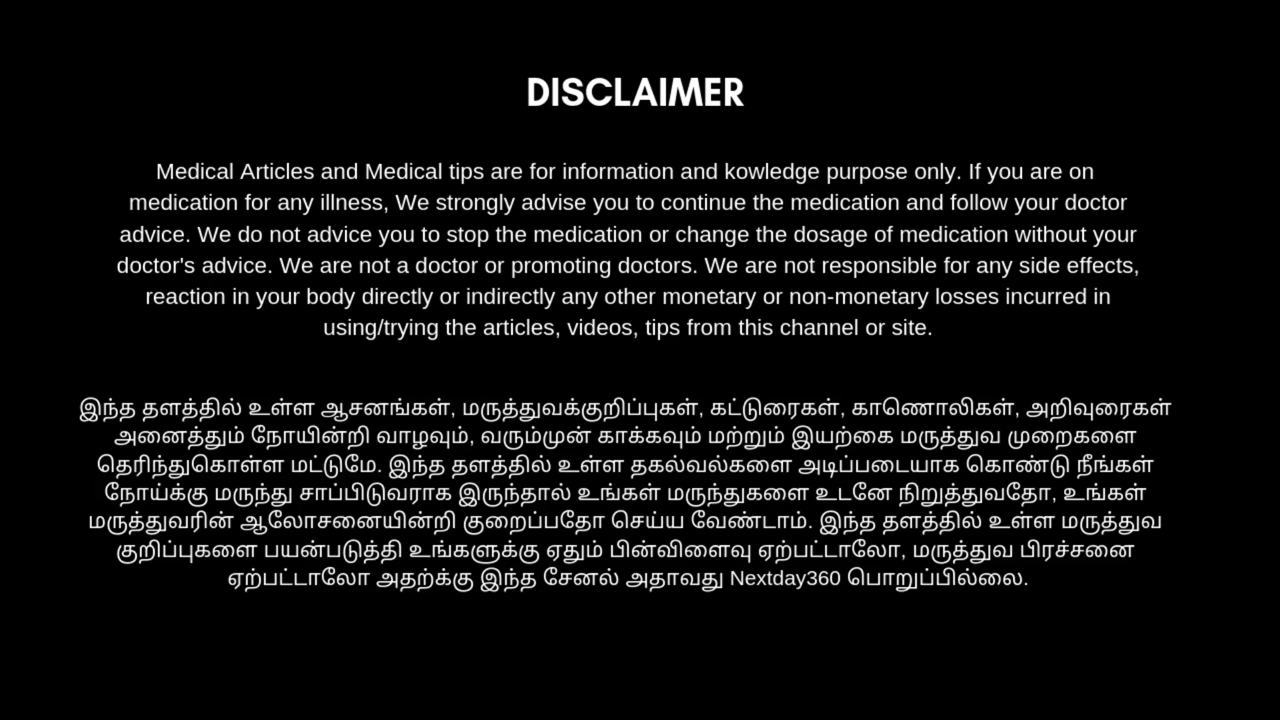 DISCLAIMER
Medical Articles and Medical tips are for information and kowledge purpose only. If you are on
medication for any illness, We strongly advise you to continue the medication and follow your doctor
advice. We do not advice you to stop the medication or change the dosage of medication without your
doctor's advice. We are not a doctor or promoting doctors. We are not responsible for any side effects,
reaction in your body directly or indirectly any other monetary or non-monetary losses incurred in
using/trying the articles, videos, tips from this channel or site.
இந்த தளத்தில் உள்ள ஆசனங்கள், மருத்துவக்குறிப்புகள், கட்டுரைகள், காணொலிகள், அறிவுரைகள்
அனைத்தும் நோயின்றி வாழவும், வரும்முன் காக்கவும் மற்றும் இயற்கை மருத்துவ முறைகளை
தெரிந்துகொள்ள மட்டுமே. இந்த தளத்தில் உள்ள தகல்வல்களை அடிப்படையாக கொண்டு நீங்கள்
நோய்க்கு மருந்து சாப்பிடுவராக இருந்தால் உங்கள் மருந்துகளை உடனே நிறுத்துவதோ, உங்கள்
மருத்துவரின் ஆலோசனையின்றி குறைப்பதோ செய்ய வேண்டாம். இந்த தளத்தில் உள்ள மருத்துவ
குறிப்புகளை பயன்படுத்தி உங்களுக்கு ஏதும் பின்விளைவு ஏற்பட்டாலோ, மருத்துவ பிரச்சனை
ஏற்பட்டாலோ அதற்க்கு இந்த சேனல் அதாவது Nextday360 பொறுப்பில்லை.